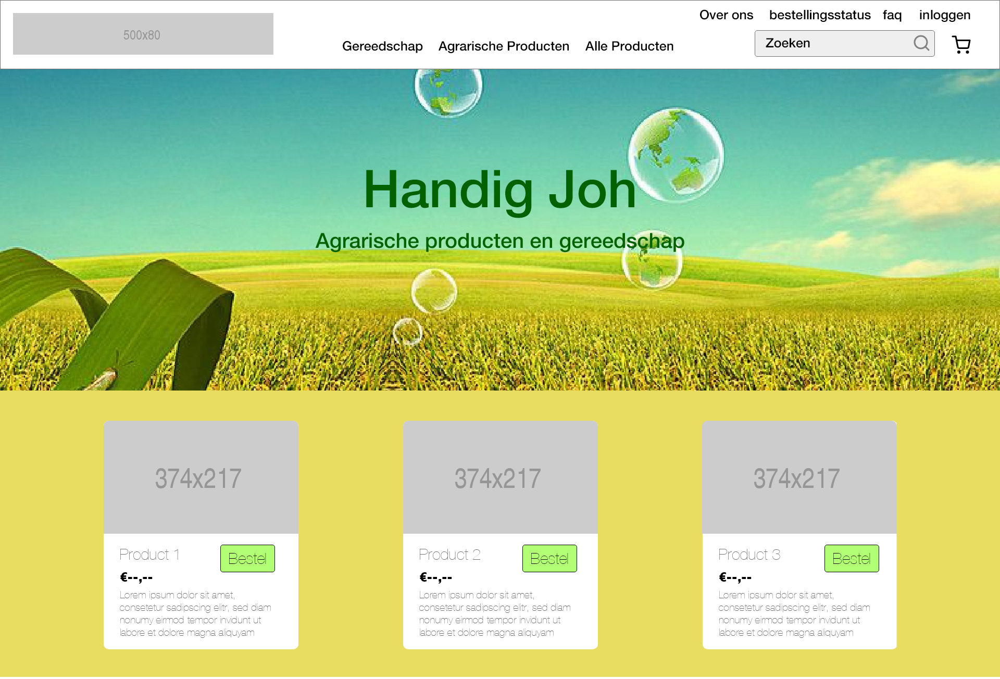 Over ons bestellingsstatus faq inloggen
500x80
Gereedschap Agrarische Producten Alle Producten Zoeken
Handig Joh
Agrarische producten en gereedschap
374x217
374x217
374x217
Product 1
Bestel
€--,--
Lorem ipsum dolor sit amet,
consetetur sadipscing elitr, sed diam
nonumy eirmod tempor invidunt ut
labore et dolore magna aliquyam
Product 2
Bestel
€--,--
Lorem ipsum dolor sit amet,
consetetur sadipscing elitr, sed diam
nonumy eirmod tempor invidunt ut
labore et dolore magna aliquyam
Product 3
Bestel
€--,--
Lorem ipsum dolor sit amet,
consetetur sadipscing elitr, sed diam
nonumy eirmod tempor invidunt ut
labore et dolore magna aliquyam